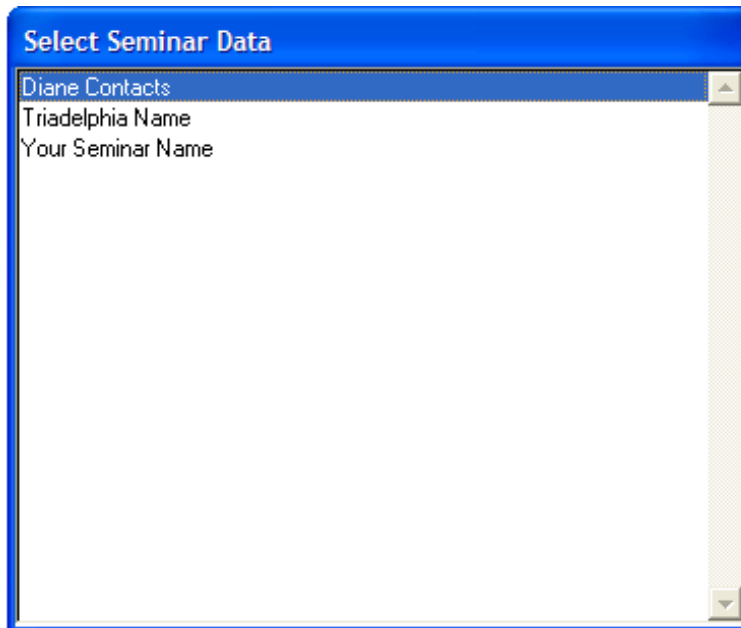 Select Seminar Data
Diane Contacts
Triadelphia Name
Your Seminar Name